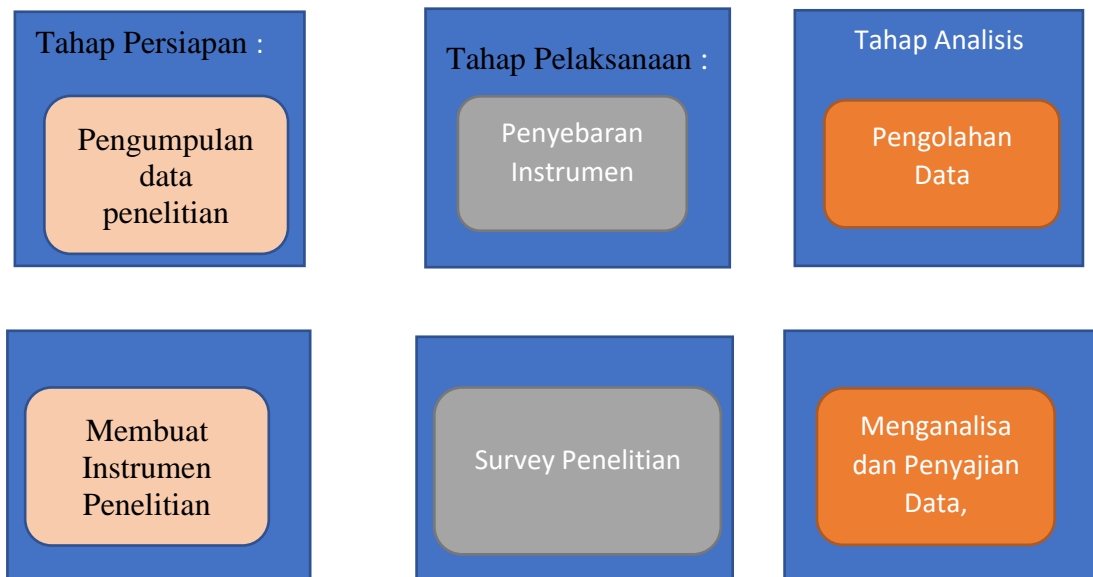 Tahap Persiapan :
Pengumpulan
data
penelitian
Tahap Pelaksanaan :
Penyebaran
Instrumen
Tahap Analisis
Pengolahan
Data
Membuat
Instrumen
Penelitian
Survey Penelitian
Menganalisa
dan Penyajian
Data,